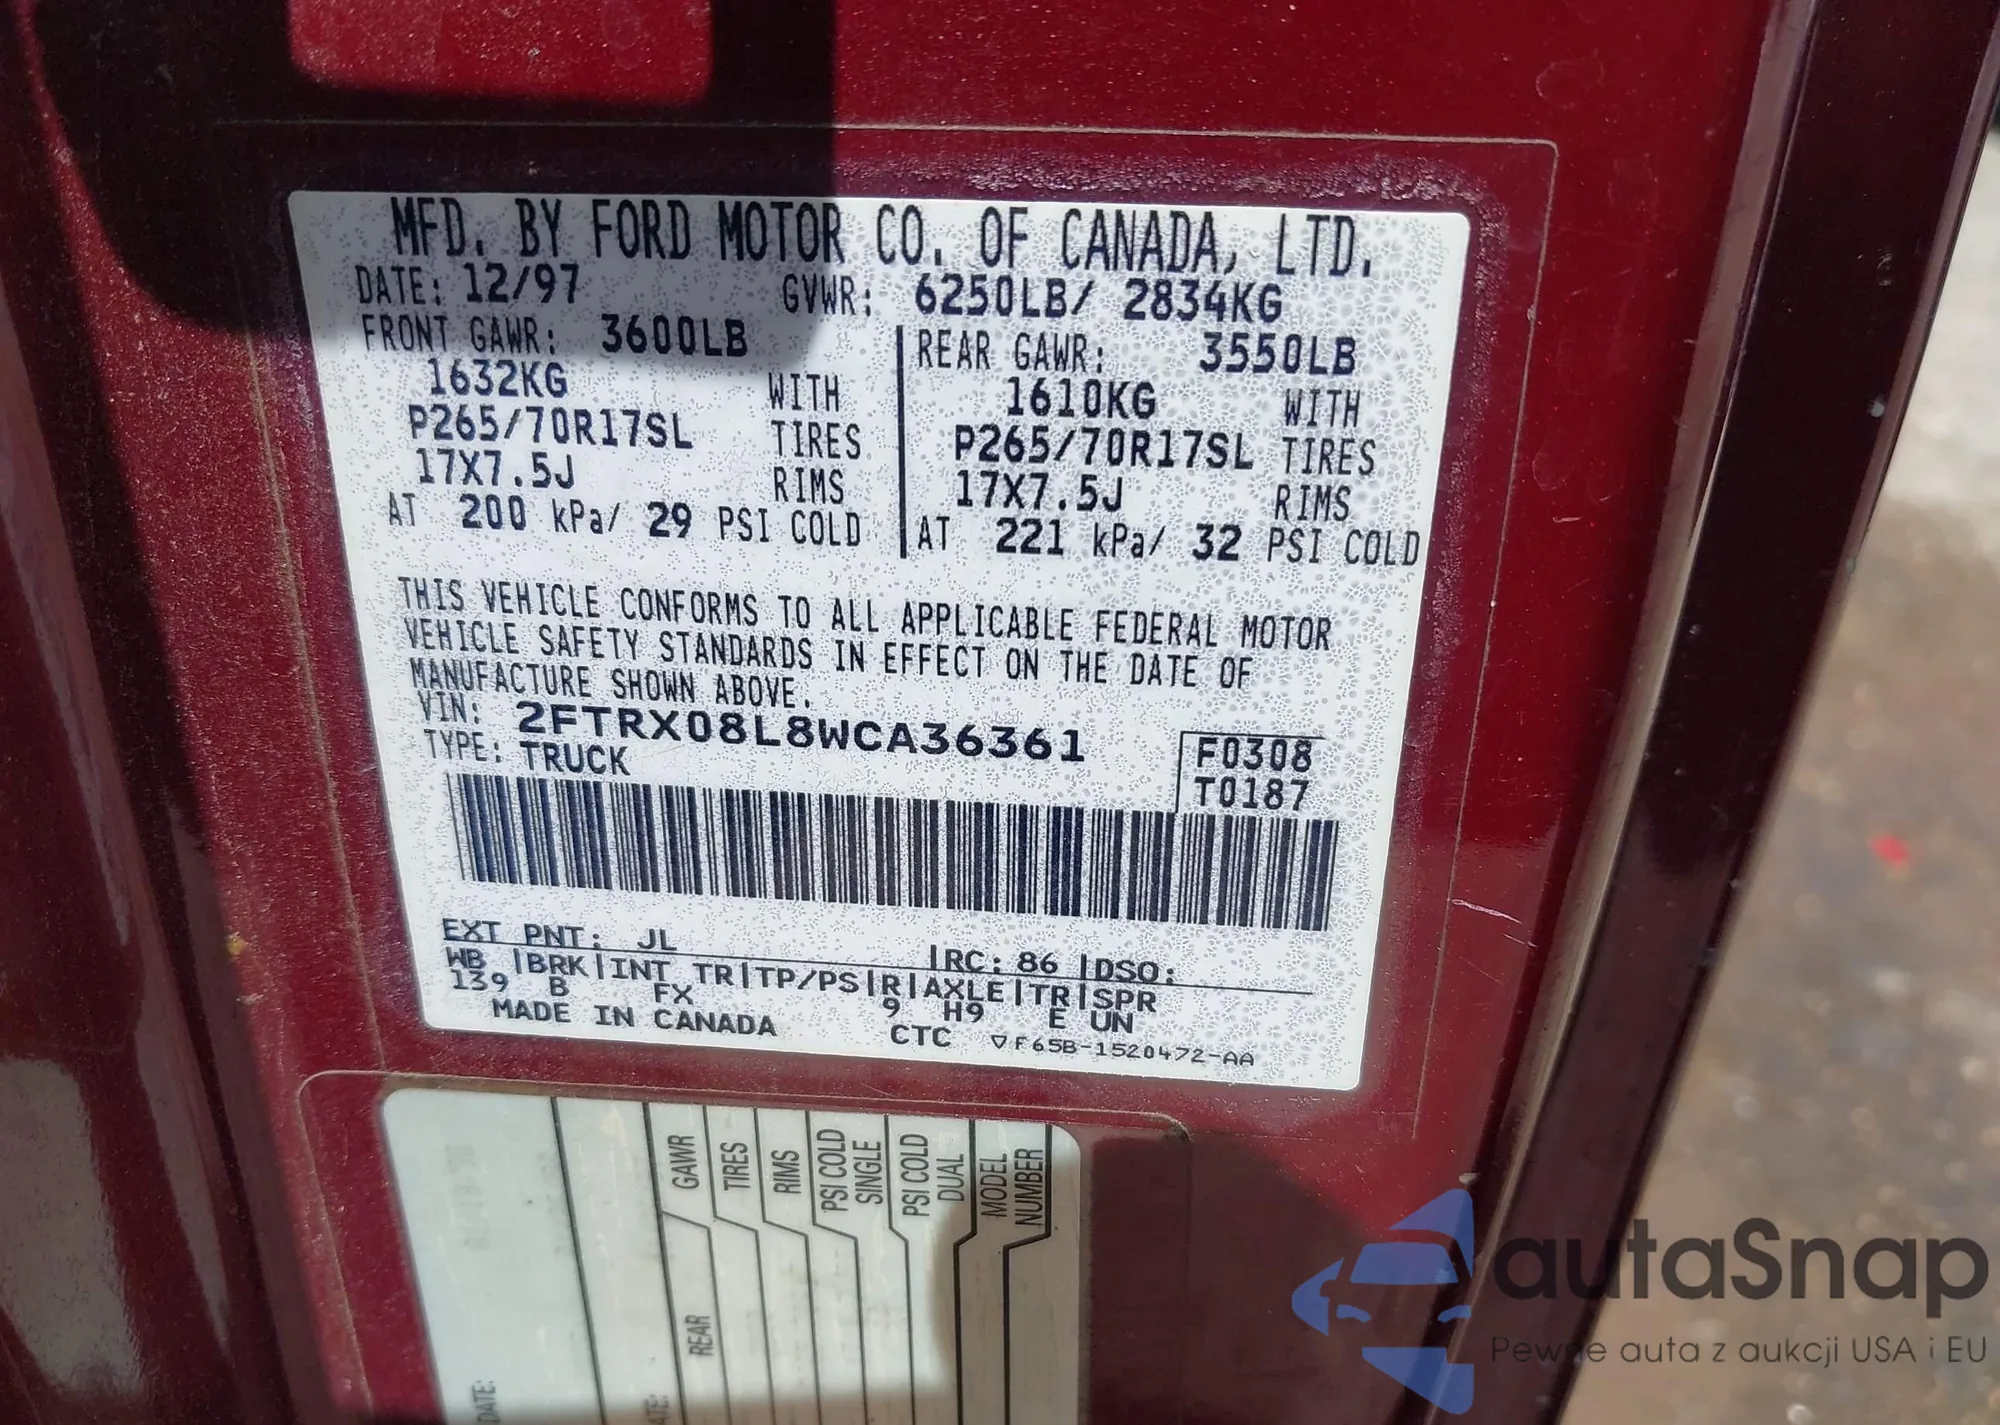 MFD. BY FORD MOTOR CO. OF CANADA, LTD.
DATE: 12/97 GVWR: 6250LB/ 2834KG
FRONT GAWR: 3600LB REAR GAWR: 3550LB
1632KG WITH 1610KG WITH
P265/70R17SL TIRES P265/70R17SL TIRES
17X7.5J RIMS 17X7.5J RIMS
AT 200 kPa/ 29 PSI COLD AT 221 kPa/ 32 PSI COLD
THIS VEHICLE CONFORMS TO ALL APPLICABLE FEDERAL MOTOR
VEHICLE SAFETY STANDARDS IN EFFECT ON THE DATE OF
MANUFACTURE SHOWN ABOVE.
VIN: 2FTRX08L8WCA36361
F0308
TYPE: TRUCK
T0187
EXT PNT: JL |RC: 86 |DSO:
WB |BRK|INT TR|TP/PS|R|AXLE|TR|SPR
139 B FX 9 H9 E UN
MADE IN CANADA CTC ▽F65B-1520472-AA
GAWR
TIRES
RIMS
PSI COLD
SINGLE
PSI COLD
DUAL
MODEL
NUMBER
REAR
DATE:
autaSnap
Pewne auta z aukcji USA i EU